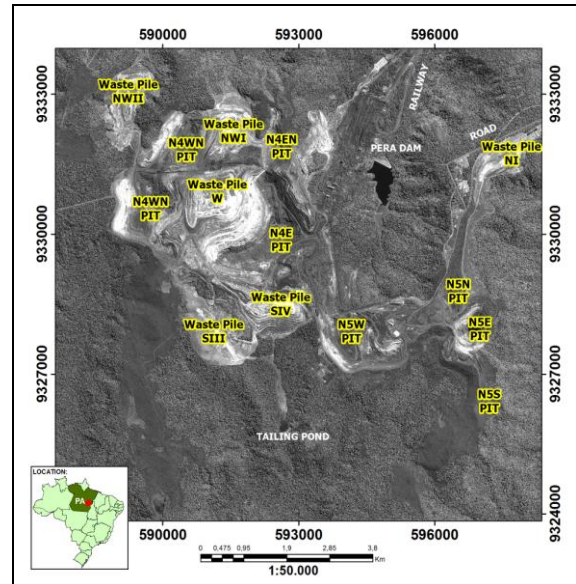 590000 593000 596000
9333000
9333000
Waste Pile
NWII
RAILWAY
Waste Pile
NWI
N4WN
PIT
N4EN
PIT
ROAD
PERA DAM
Waste Pile
NI
Waste Pile
W
N4WN
PIT
9330000
9330000
N4E
PIT
N5N
PIT
Waste Pile
SIV
Waste Pile
SIII
N5W
PIT
N5E
PIT
9327000
9327000
N5S
PIT
TAILING POND
LOCATION:
PA
9324000
590000 593000 596000
0 0,475 0,95 1,9 2,85 3,8
Km
1:50.000